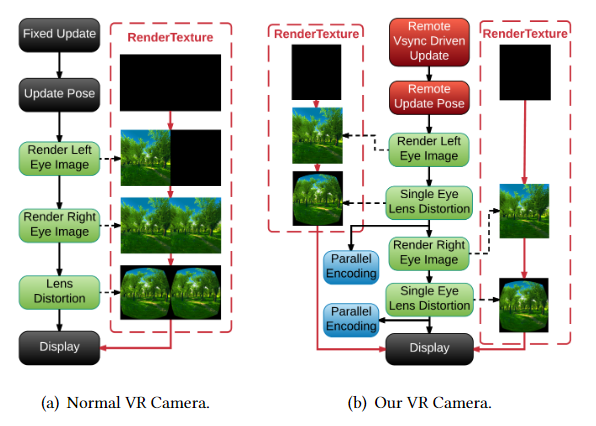 Fixed Update
Update Pose
Render Left
Eye Image
Render Right
Eye Image
Lens
Distortion
Display
RenderTexture
(a) Normal VR Camera.
RenderTexture
Remote
Vsync Driven
Update
Remote
Update Pose
Render Left
Eye Image
Single Eye
Lens Distortion
Parallel
Encoding
Render Right
Eye Image
Single Eye
Lens Distortion
Parallel
Encoding
Display
RenderTexture
(b) Our VR Camera.